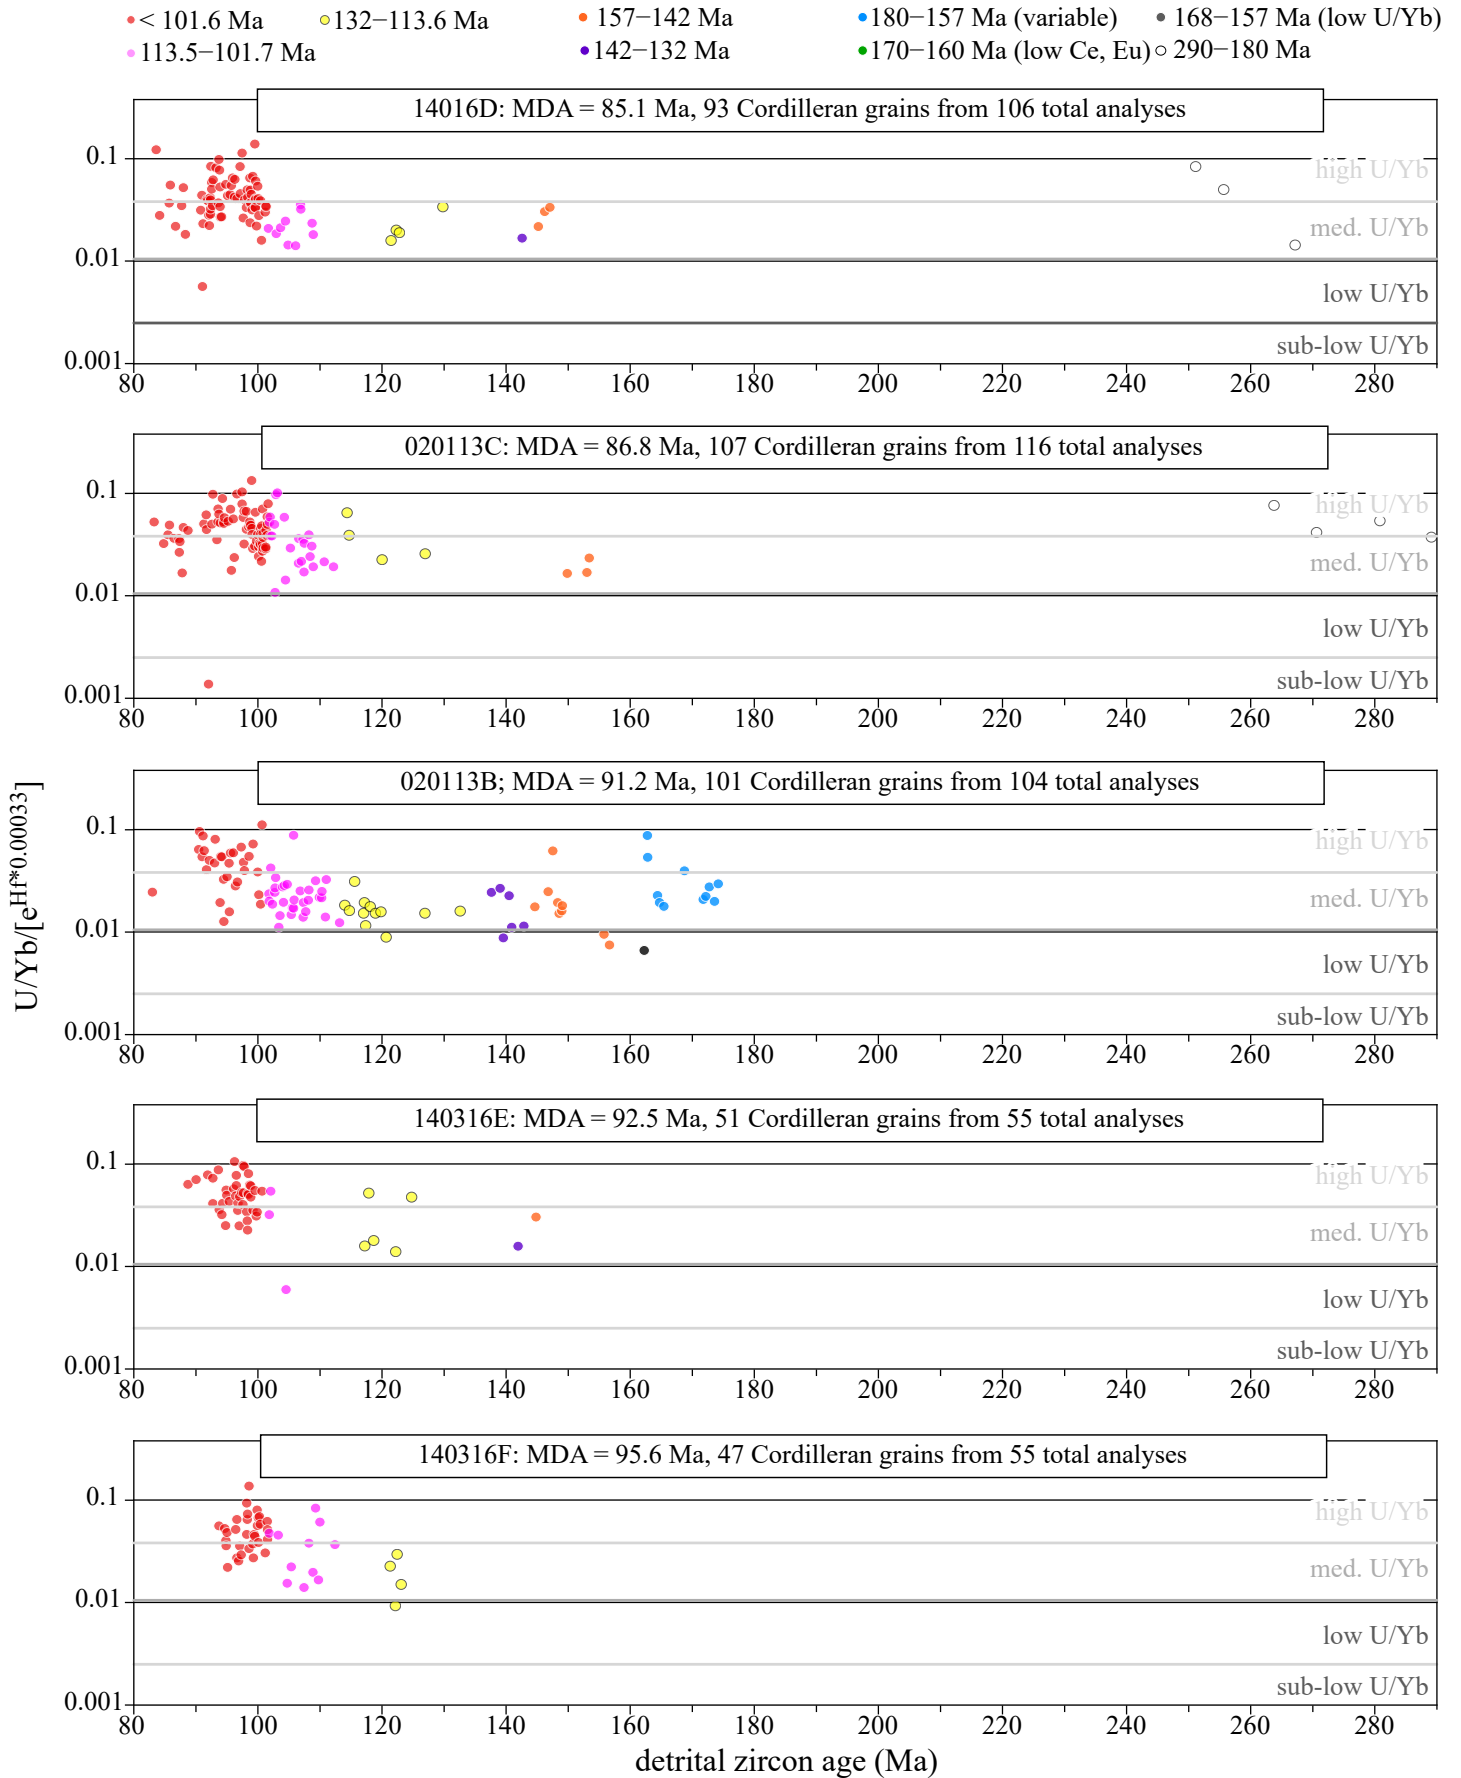 < 101.6 Ma 132−113.6 Ma 157−142 Ma 180−157 Ma (variable) 168−157 Ma (low U/Yb)
113.5−101.7 Ma 142−132 Ma 170−160 Ma (low Ce, Eu) 290−180 Ma
14016D: MDA = 85.1 Ma, 93 Cordilleran grains from 106 total analyses
0.1
high U/Yb
med. U/Yb
0.01
low U/Yb
sub-low U/Yb
0.001
80 100 120 140 160 180 200 220 240 260 280
020113C: MDA = 86.8 Ma, 107 Cordilleran grains from 116 total analyses
0.1
high U/Yb
med. U/Yb
0.01
low U/Yb
sub-low U/Yb
0.001
80 100 120 140 160 180 200 220 240 260 280
U/Yb/[e^Hf*0.00033]
020113B; MDA = 91.2 Ma, 101 Cordilleran grains from 104 total analyses
0.1
high U/Yb
med. U/Yb
0.01
low U/Yb
sub-low U/Yb
0.001
80 100 120 140 160 180 200 220 240 260 280
140316E: MDA = 92.5 Ma, 51 Cordilleran grains from 55 total analyses
0.1
high U/Yb
med. U/Yb
0.01
low U/Yb
sub-low U/Yb
0.001
80 100 120 140 160 180 200 220 240 260 280
140316F: MDA = 95.6 Ma, 47 Cordilleran grains from 55 total analyses
0.1
high U/Yb
med. U/Yb
0.01
low U/Yb
sub-low U/Yb
0.001
80 100 120 140 160 180 200 220 240 260 280
detrital zircon age (Ma)